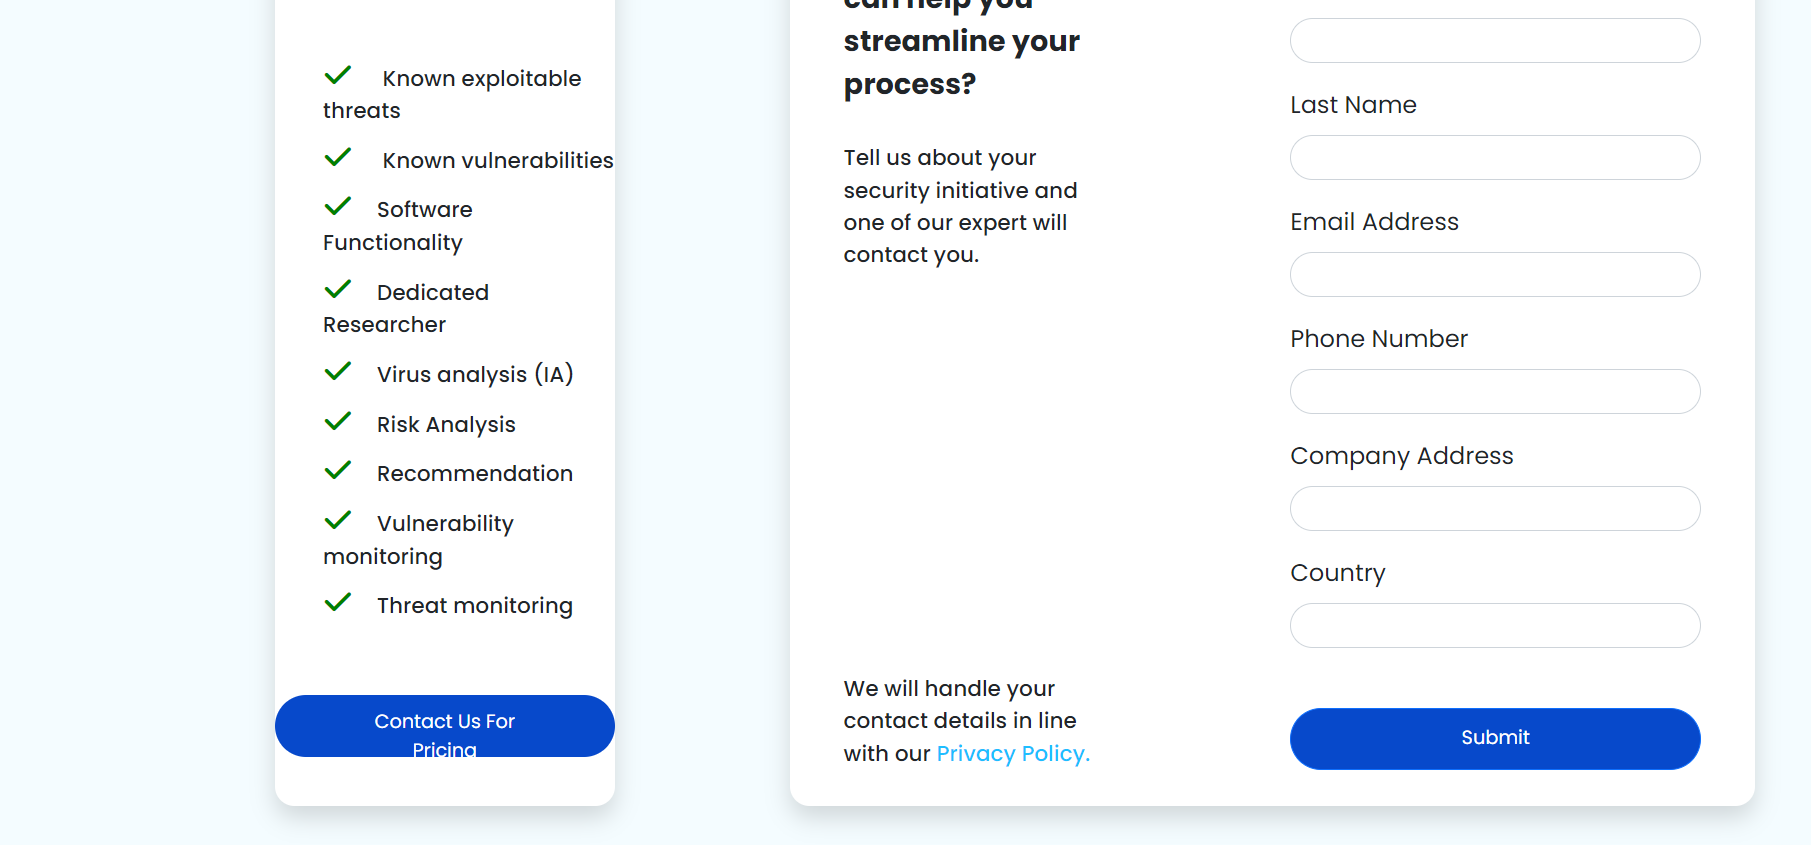 Known exploitable
threats
Known vulnerabilities
Software
Functionality
Dedicated
Researcher
Virus analysis (IA)
Risk Analysis
Recommendation
Vulnerability
monitoring
Threat monitoring
Contact Us For
Pricing
can help you
streamline your
process?
Tell us about your
security initiative and
one of our expert will
contact you.
We will handle your
contact details in line
with our Privacy Policy.
Last Name
Email Address
Phone Number
Company Address
Country
Submit